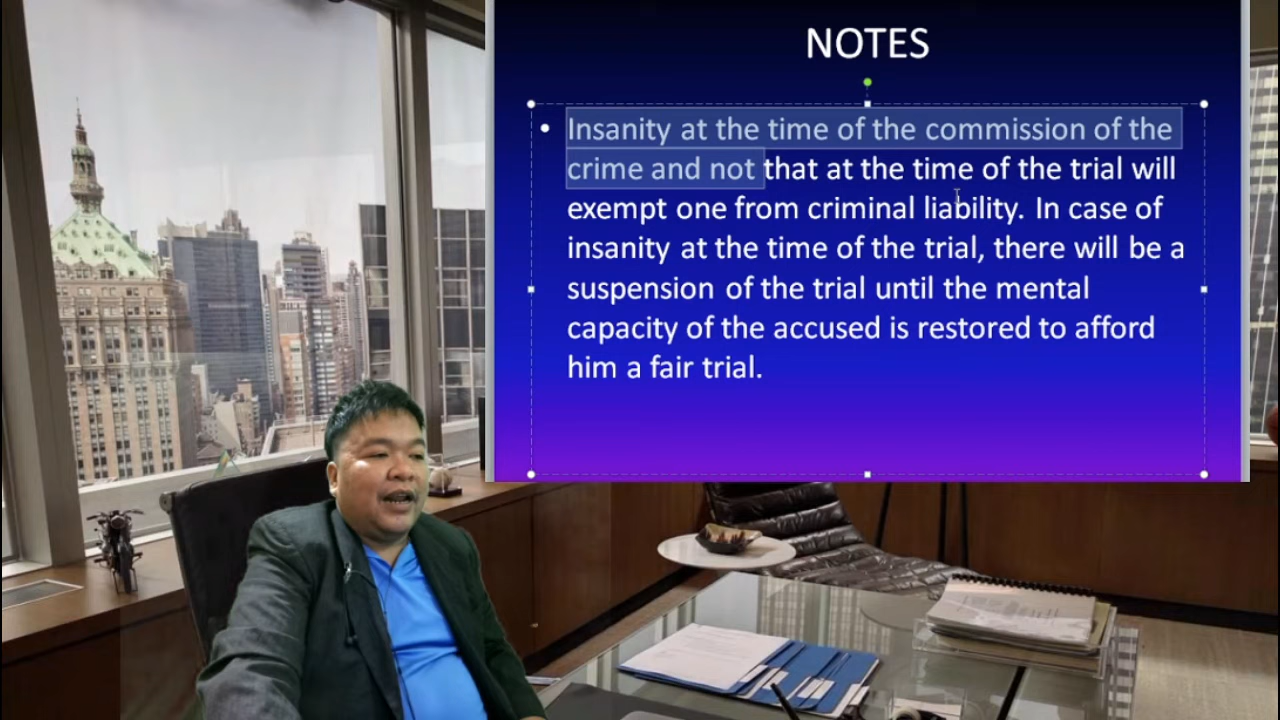 NOTES
• Insanity at the time of the commission of the
crime and not that at the time of the trial will
exempt one from criminal liability. In case of
insanity at the time of the trial, there will be a
suspension of the trial until the mental
capacity of the accused is restored to afford
him a fair trial.